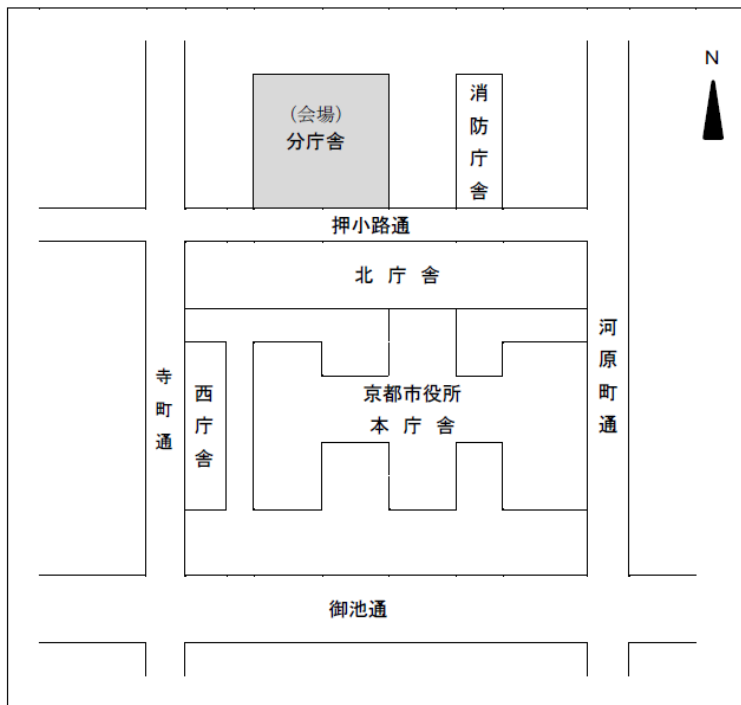 N
(会場)
分庁舎
消防庁舎
押小路通
北庁舎
河原町通
寺町通
西庁舎
京都市役所
本庁舎
御池通